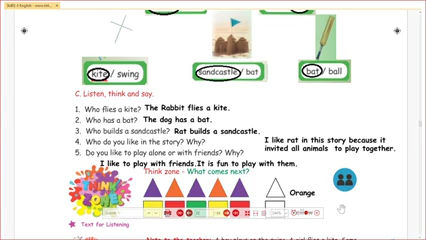 kite / swing
sandcastle / bat
bat / ball
C. Listen, think and say.
1. Who flies a kite? The Rabbit flies a kite.
2. Who has a bat? The dog has a bat.
3. Who builds a sandcastle? Rat builds a sandcastle.
4. Who do you like in the story? Why? I like rat in this story because it
invited all animals to play together.
5. Do you like to play alone or with friends? Why?
I like to play with friends.It is fun to play with them.
THINK ZONE
Think zone - What comes next?
Orange
Text for Listening